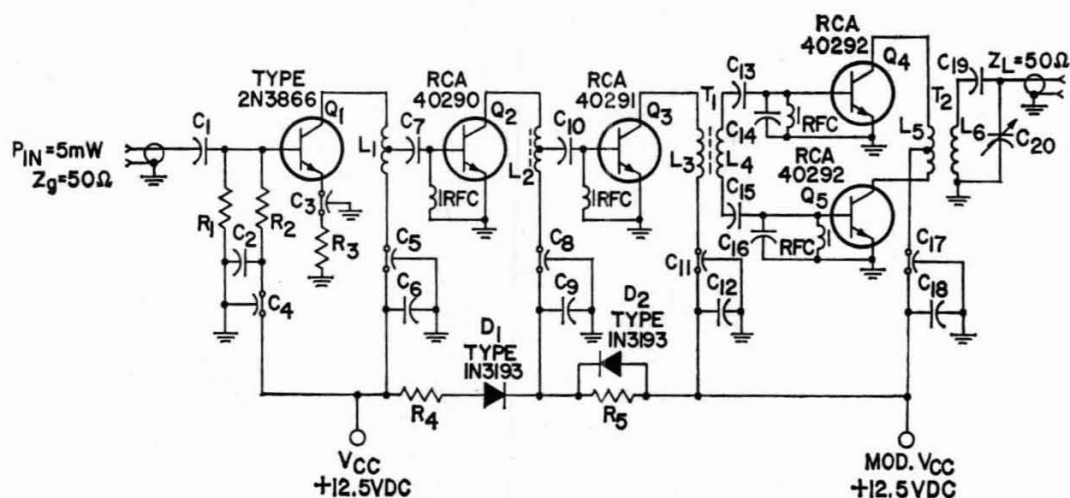 RCA
40292
Q4
C13
C19
ZL=50Ω
TYPE
2N3866
Q1
RCA
40290
Q2
RCA
40291
Q3
T1
C14
RFC
T2
C1
C7
C10
L1
L2
L3
L4
L5
L6
C20
PIN=5mW
Zg=50Ω
RFC
RFC
RCA
40292
Q5
C15
C16
RFC
R1
R2
C2
C3
R3
C4
C5
C6
C8
C9
C11
C12
C17
C18
D1
TYPE
IN3193
D2
TYPE
IN3193
R4
R5
VCC
+12.5VDC
MOD. VCC
+12.5VDC